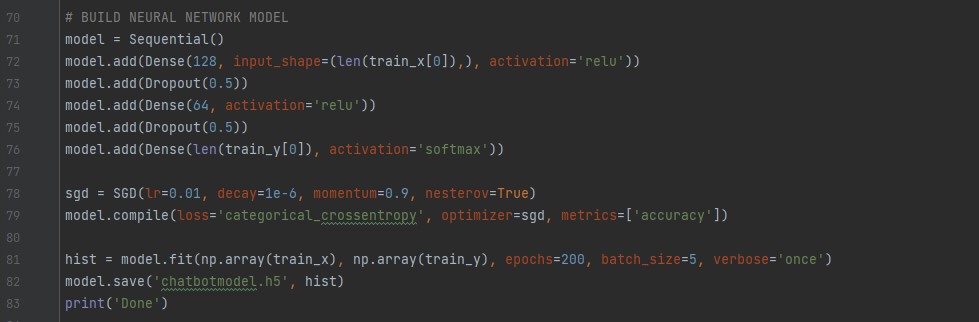 70 # BUILD NEURAL NETWORK MODEL
71 model = Sequential()
72 model.add(Dense(128, input_shape=(len(train_x[0]),), activation='relu'))
73 model.add(Dropout(0.5))
74 model.add(Dense(64, activation='relu'))
75 model.add(Dropout(0.5))
76 model.add(Dense(len(train_y[0]), activation='softmax'))
77
78 sgd = SGD(lr=0.01, decay=1e-6, momentum=0.9, nesterov=True)
79 model.compile(loss='categorical_crossentropy', optimizer=sgd, metrics=['accuracy'])
80
81 hist = model.fit(np.array(train_x), np.array(train_y), epochs=200, batch_size=5, verbose='once')
82 model.save('chatbotmodel.h5', hist)
83 print('Done')